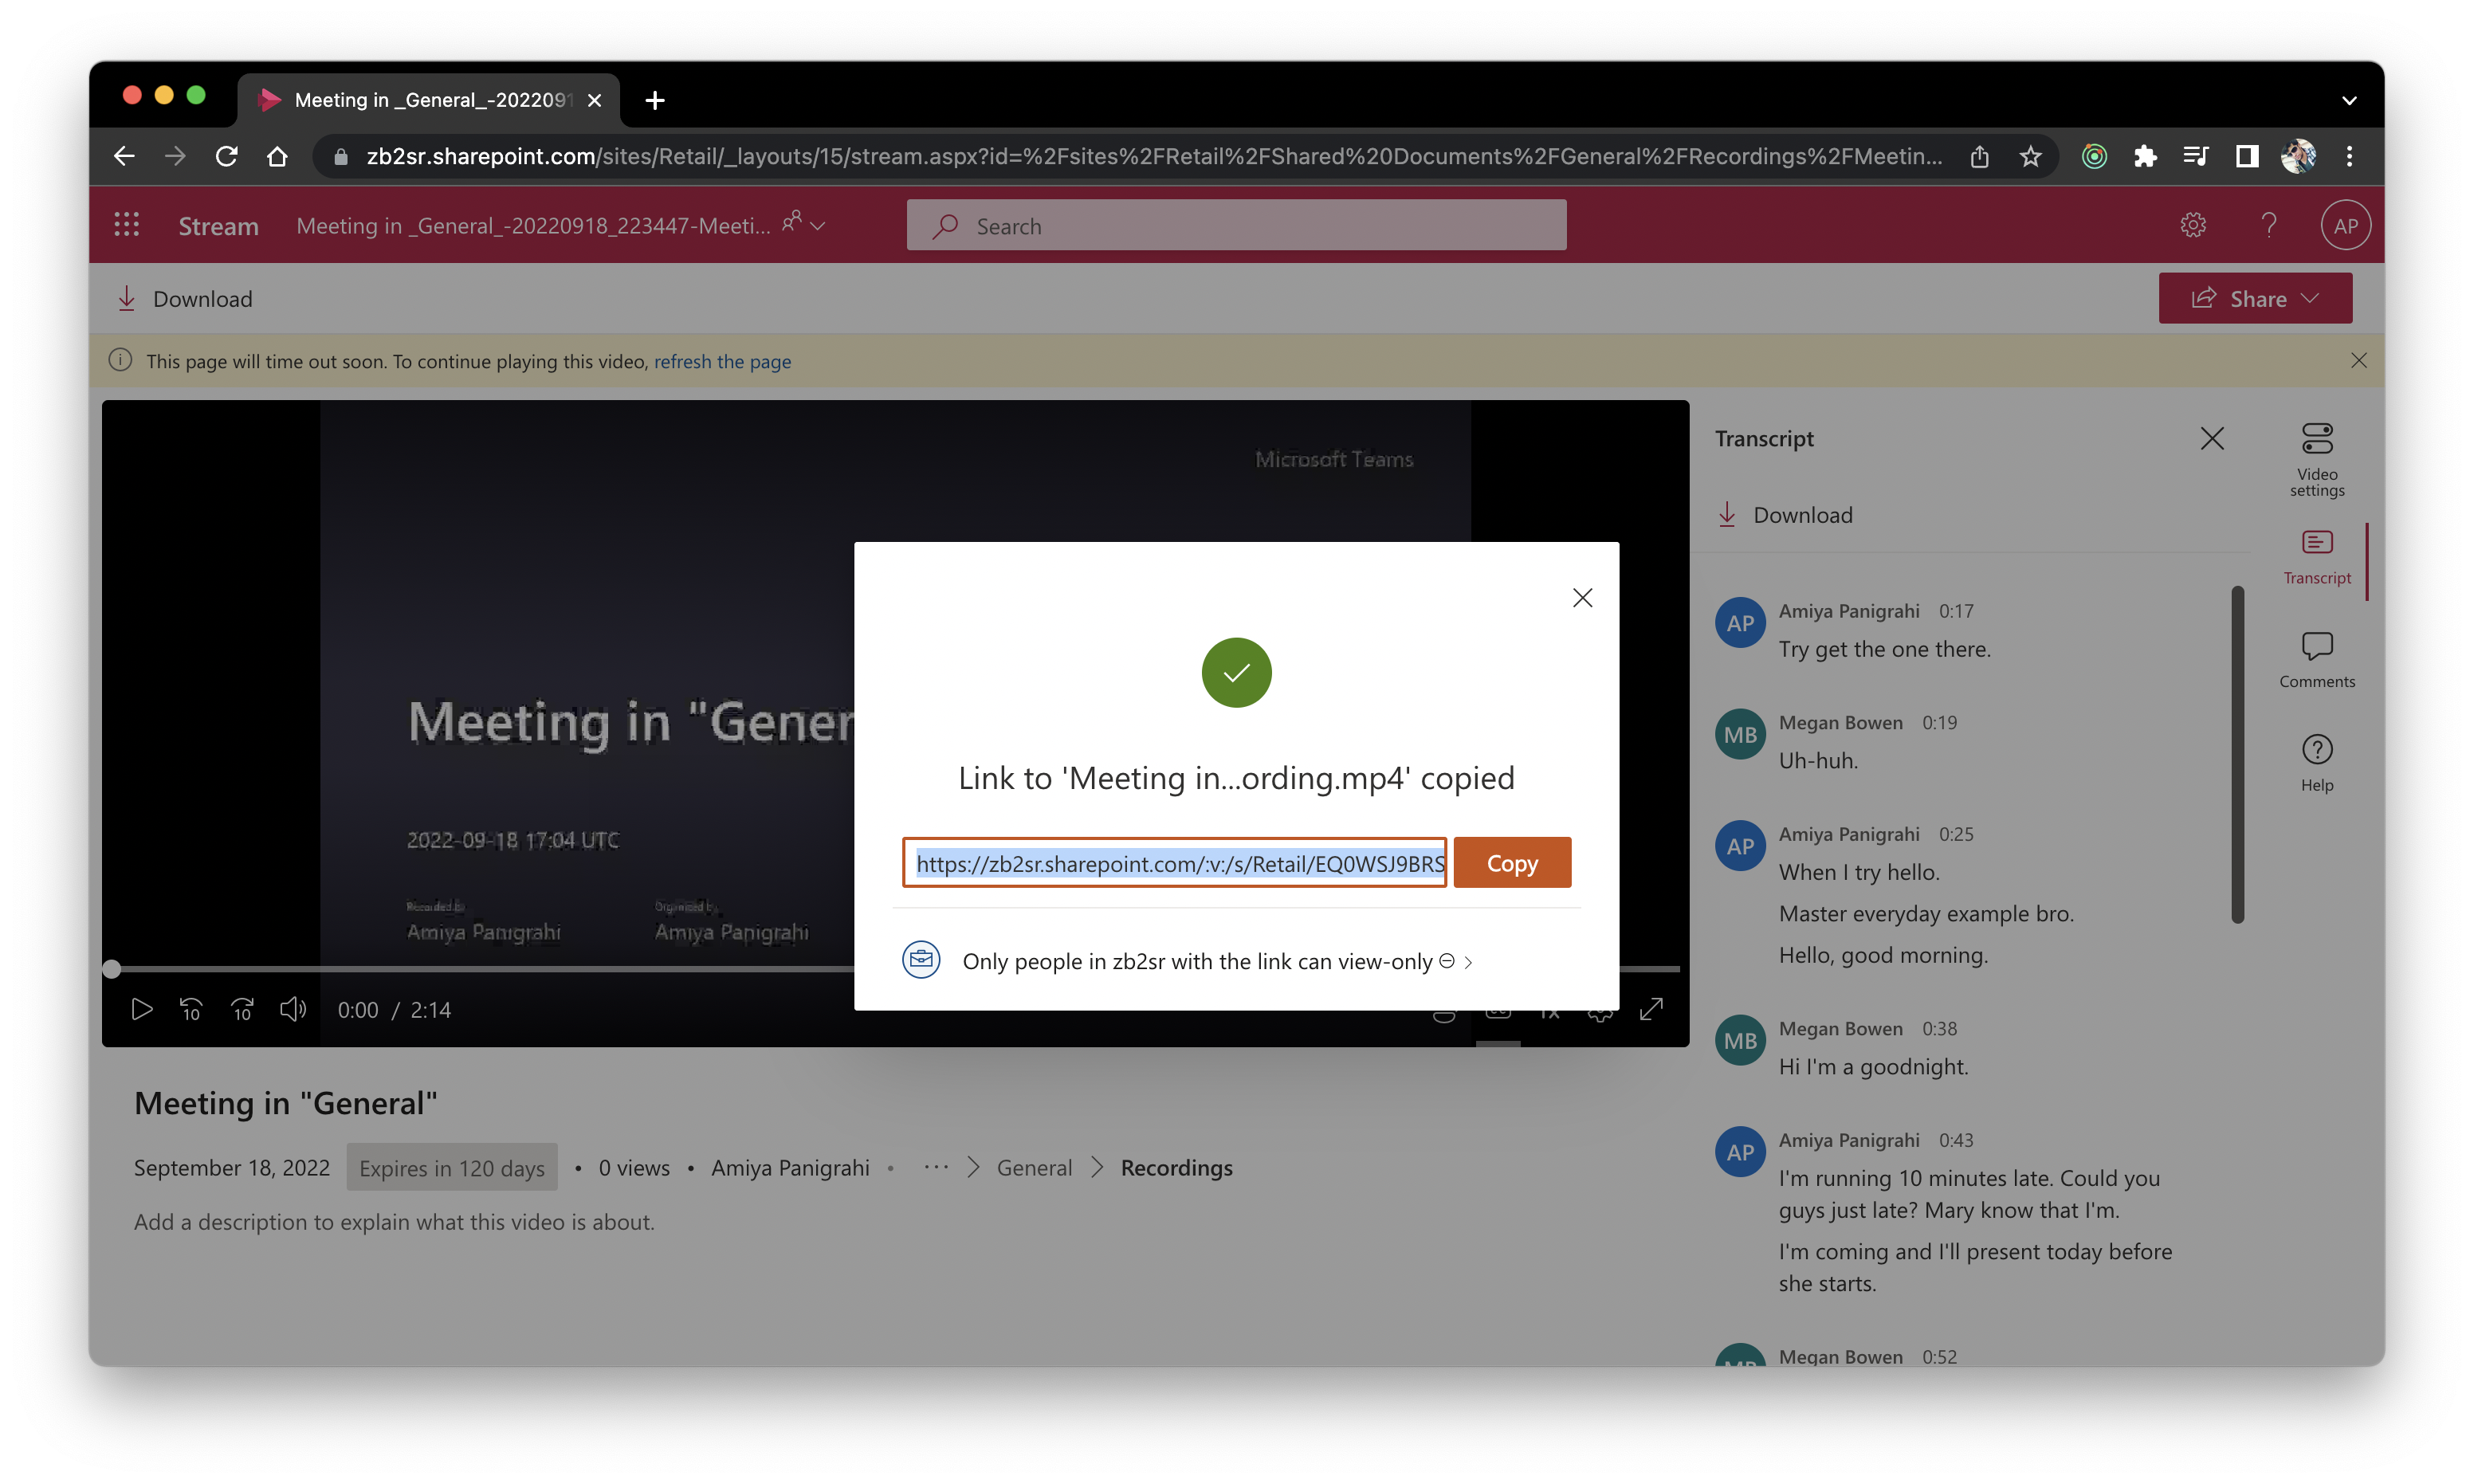 Meeting in _General_-2022091
zb2sr.sharepoint.com/sites/Retail/_layouts/15/stream.aspx?id=%2Fsites%2FRetail%2FShared%20Documents%2FGeneral%2FRecordings%2FMeetin...
Stream Meeting in _General_-20220918_223447-Meeti... Search ? AP
Download Share
This page will time out soon. To continue playing this video, refresh the page
Microsoft Teams
Meeting in "Gener
2022-09-18 17:04 UTC
Recorded by Organized by
Amiya Panigrahi Amiya Panigrahi
10 10 0:00 / 2:14
Link to 'Meeting in...ording.mp4' copied
https://zb2sr.sharepoint.com/:v:/s/Retail/EQ0WSJ9BRS Copy
Only people in zb2sr with the link can view-only
Meeting in "General"
September 18, 2022 Expires in 120 days • 0 views • Amiya Panigrahi • ... > General > Recordings
Add a description to explain what this video is about.
Transcript
Download
AP Amiya Panigrahi 0:17
Try get the one there.
MB Megan Bowen 0:19
Uh-huh.
AP Amiya Panigrahi 0:25
When I try hello.
Master everyday example bro.
Hello, good morning.
MB Megan Bowen 0:38
Hi I'm a goodnight.
AP Amiya Panigrahi 0:43
I'm running 10 minutes late. Could you
guys just late? Mary know that I'm.
I'm coming and I'll present today before
she starts.
MB Megan Bowen 0:52
Video
settings
Transcript
Comments
Help